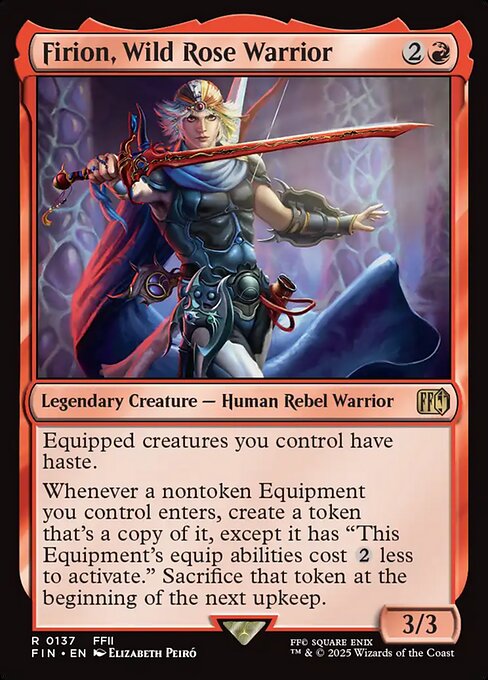 Firion, Wild Rose Warrior 2
Legendary Creature — Human Rebel Warrior FFII
Equipped creatures you control have
haste.
Whenever a nontoken Equipment
you control enters, create a token
that's a copy of it, except it has “This
Equipment's equip abilities cost 2 less
to activate.” Sacrifice that token at the
beginning of the next upkeep.
3/3
R 0137 FFII
FIN • EN Elizabeth Peiró
FF© SQUARE ENIX
™ & © 2025 Wizards of the Coast